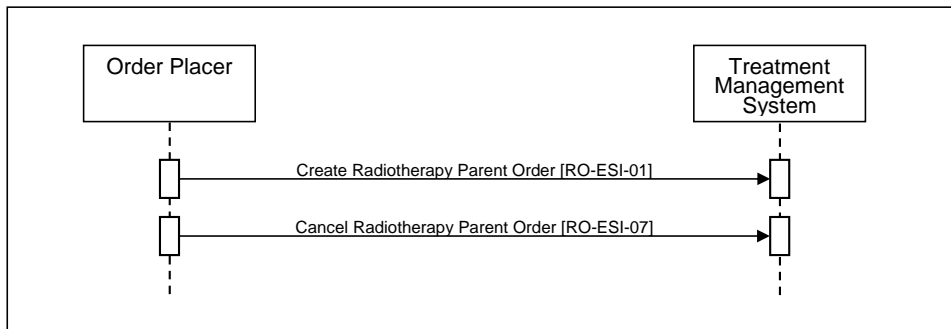 Order Placer
Treatment
Management
System
Create Radiotherapy Parent Order [RO-ESI-01]
Cancel Radiotherapy Parent Order [RO-ESI-07]